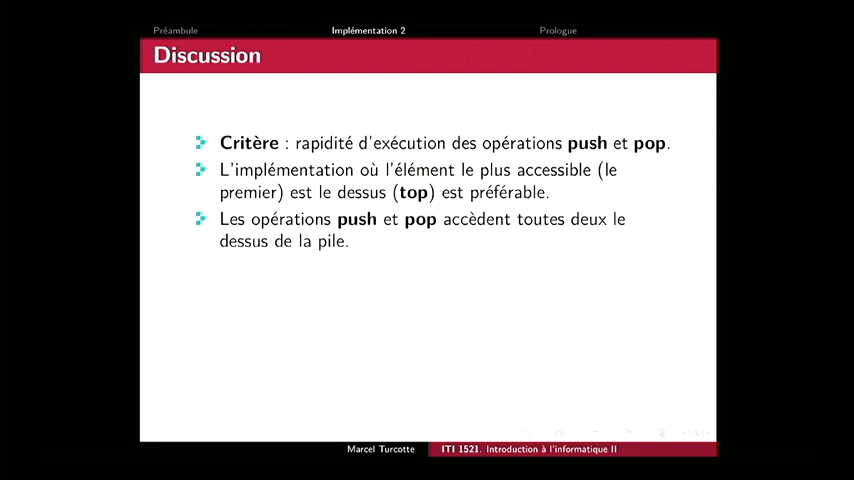 Préambule Implémentation 2 Prologue
Discussion
Critère : rapidité d'exécution des opérations push et pop.
L'implémentation où l'élément le plus accessible (le
premier) est le dessus (top) est préférable.
Les opérations push et pop accèdent toutes deux le
dessus de la pile.
Marcel Turcotte ITI 1521. Introduction à l'informatique II